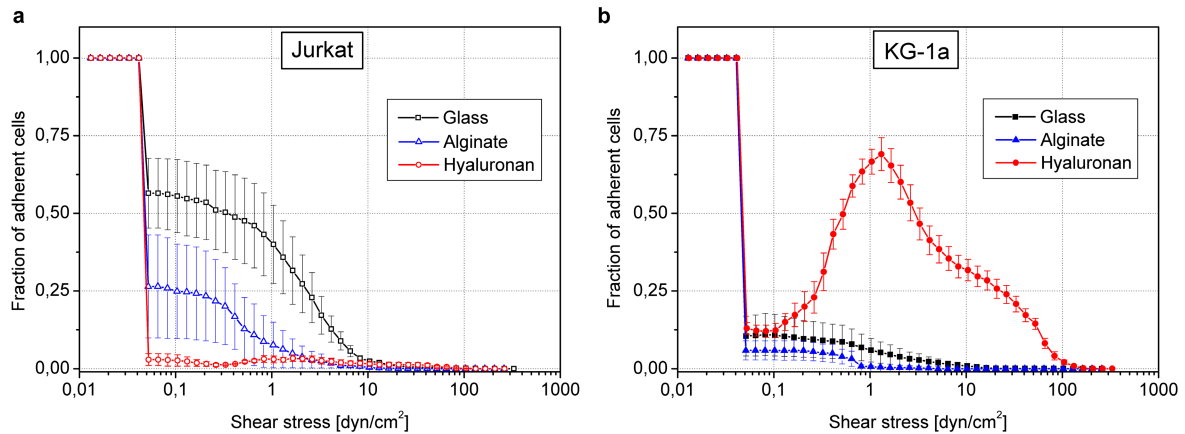 a
Jurkat
Glass
Alginate
Hyaluronan
Fraction of adherent cells
1,00
0,75
0,50
0,25
0,00
0,01
0,1
1
10
100
1000
Shear stress [dyn/cm²]
b
KG-1a
Glass
Alginate
Hyaluronan
Fraction of adherent cells
1,00
0,75
0,50
0,25
0,00
0,01
0,1
1
10
100
1000
Shear stress [dyn/cm²]